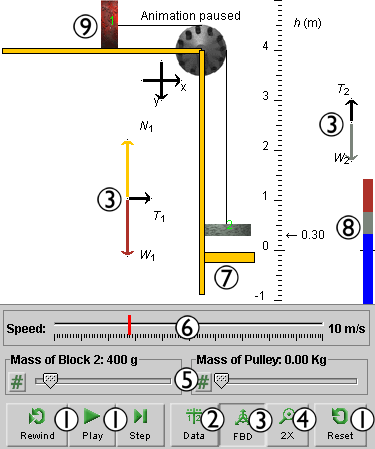 ⑨ 1 Animation paused
h (m)
4
x
y
3
N₁
T₂
③
2
③
W₂
T₁
1
W₁
2
⑧
← 0.30
0
⑦
-1
Speed: ⑥ 10 m/s
Mass of Block 2: 400 g Mass of Pulley: 0.00 Kg
# ⑤ #
① ① ② ③ ④ ①
Rewind Play Step Data FBD 2X Reset